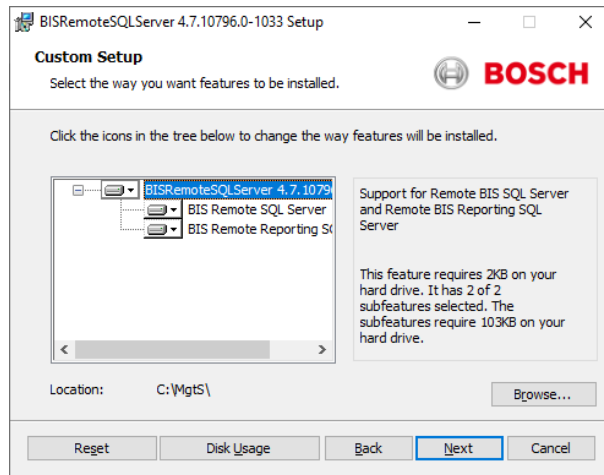 BISRemoteSQLServer 4.7.10796.0-1033 Setup
Custom Setup
Select the way you want features to be installed.
BOSCH
Click the icons in the tree below to change the way features will be installed.
BISRemoteSQLServer 4.7.1079
BIS Remote SQL Server
BIS Remote Reporting S
Support for Remote BIS SQL Server
and Remote BIS Reporting SQL
Server
This feature requires 2KB on your
hard drive. It has 2 of 2
subfeatures selected. The
subfeatures require 103KB on your
hard drive.
Location: C:\MgtS\
Browse...
Reset Disk Usage Back Next Cancel